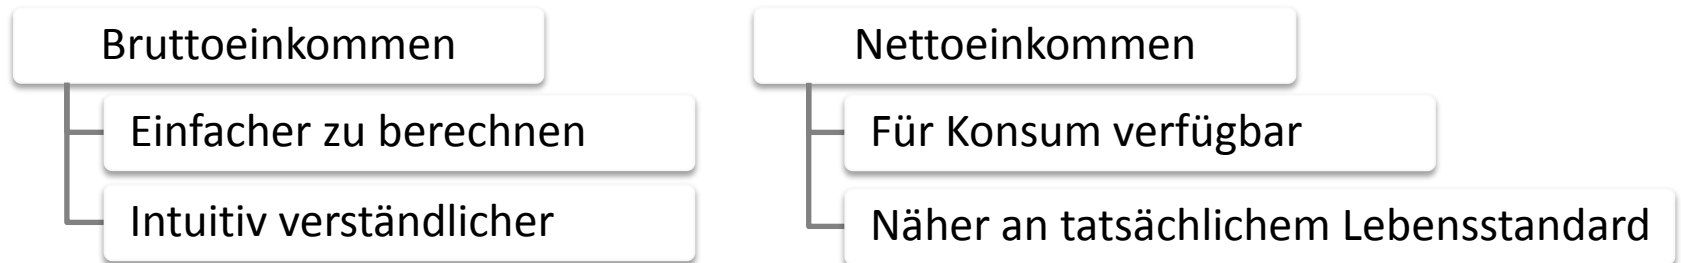 Bruttoeinkommen
Einfacher zu berechnen
Intuitiv verständlicher
Nettoeinkommen
Für Konsum verfügbar
Näher an tatsächlichem Lebensstandard